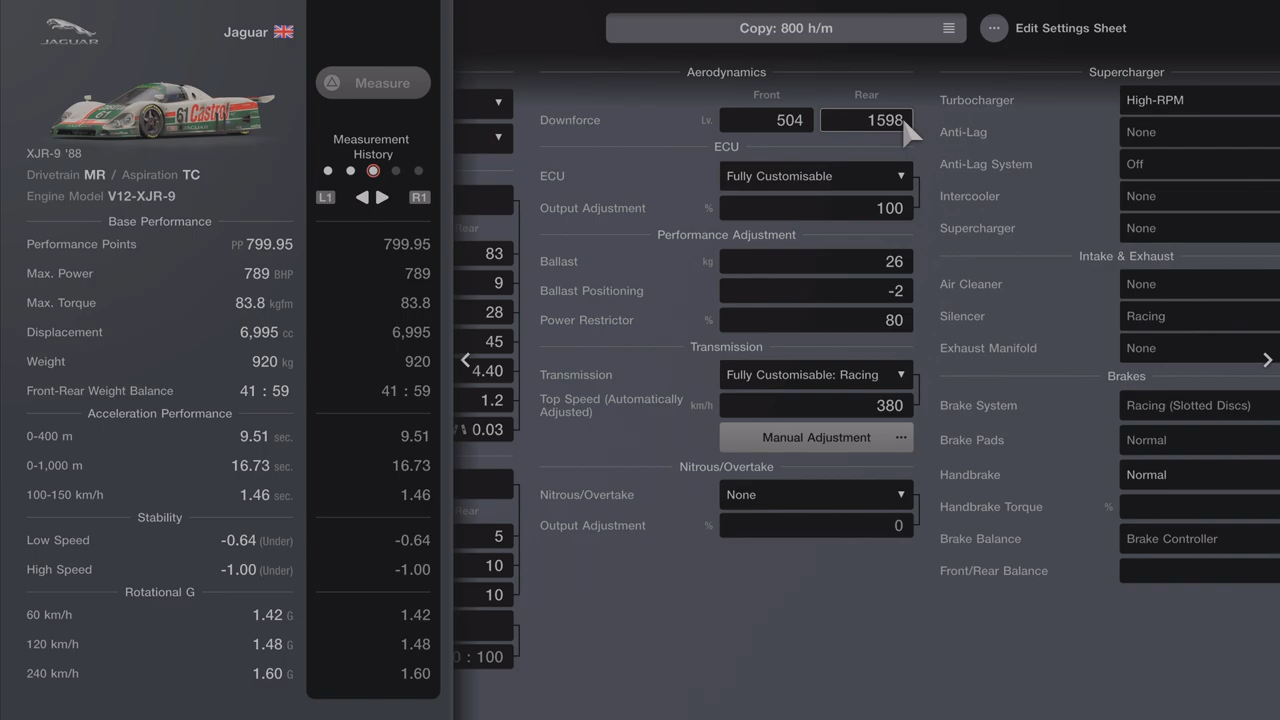 JAGUAR
Jaguar
61 Castrol
XJR-9 '88
Drivetrain MR / Aspiration TC
Engine Model V12-XJR-9
Base Performance
Performance Points PP 799.95
Max. Power 789 BHP
Max. Torque 83.8 kgfm
Displacement 6,995 cc
Weight 920 kg
Front-Rear Weight Balance 41 : 59
Acceleration Performance
0-400 m 9.51 sec.
0-1,000 m 16.73 sec.
100-150 km/h 1.46 sec.
Stability
Low Speed -0.64 (Under)
High Speed -1.00 (Under)
Rotational G
60 km/h 1.42 G
120 km/h 1.48 G
240 km/h 1.60 G
Measure
Measurement
History
L1 R1
799.95
789
83.8
6,995
920
41 : 59
9.51
16.73
1.46
-0.64
-1.00
1.42
1.48
1.60
Rear
83
9
28
45
4.40
1.2
0.03
Rear
5
10
10
0 : 100
Copy: 800 h/m
Edit Settings Sheet
Aerodynamics
Front Rear
Downforce Lv. 504 1598
ECU
ECU Fully Customisable
Output Adjustment % 100
Performance Adjustment
Ballast kg 26
Ballast Positioning -2
Power Restrictor % 80
Transmission
Transmission Fully Customisable: Racing
Top Speed (Automatically
Adjusted) km/h 380
Manual Adjustment
Nitrous/Overtake
Nitrous/Overtake None
Output Adjustment % 0
Supercharger
Turbocharger High-RPM
Anti-Lag None
Anti-Lag System Off
Intercooler None
Supercharger None
Intake & Exhaust
Air Cleaner None
Silencer Racing
Exhaust Manifold None
Brakes
Brake System Racing (Slotted Discs)
Brake Pads Normal
Handbrake Normal
Handbrake Torque %
Brake Balance Brake Controller
Front/Rear Balance